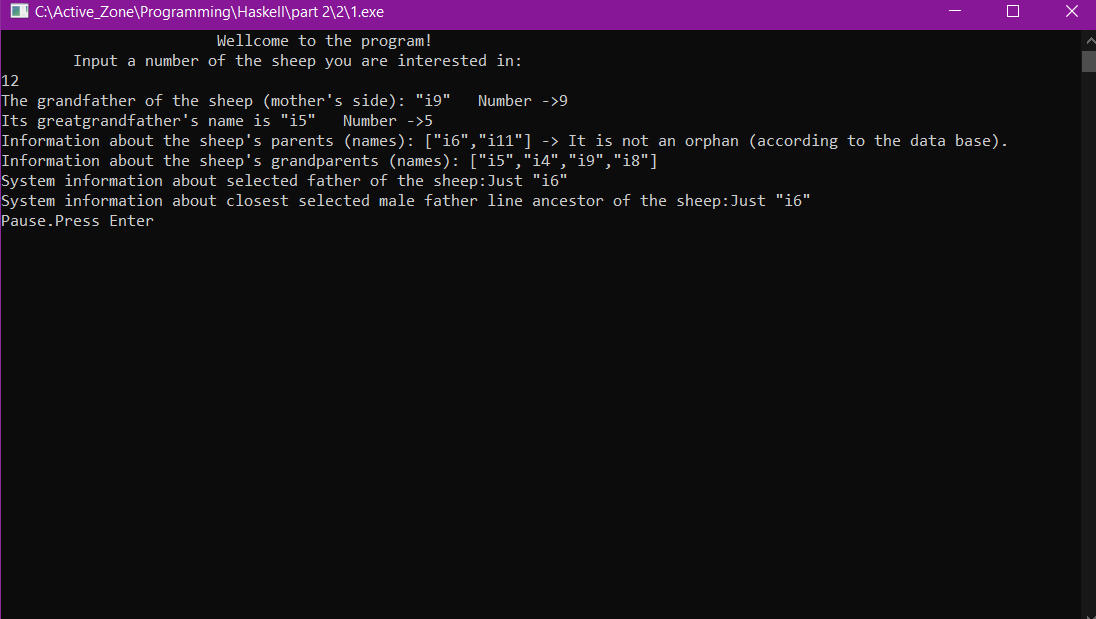 C:\Active_Zone\Programming\Haskell\part 2\2\1.exe
Wellcome to the program!
Input a number of the sheep you are interested in:
12
The grandfather of the sheep (mother's side): "i9"   Number ->9
Its greatgrandfather's name is "i5"   Number ->5
Information about the sheep's parents (names): ["i6","i11"] -> It is not an orphan (according to the data base).
Information about the sheep's grandparents (names): ["i5","i4","i9","i8"]
System information about selected father of the sheep:Just "i6"
System information about closest selected male father line ancestor of the sheep:Just "i6"
Pause.Press Enter